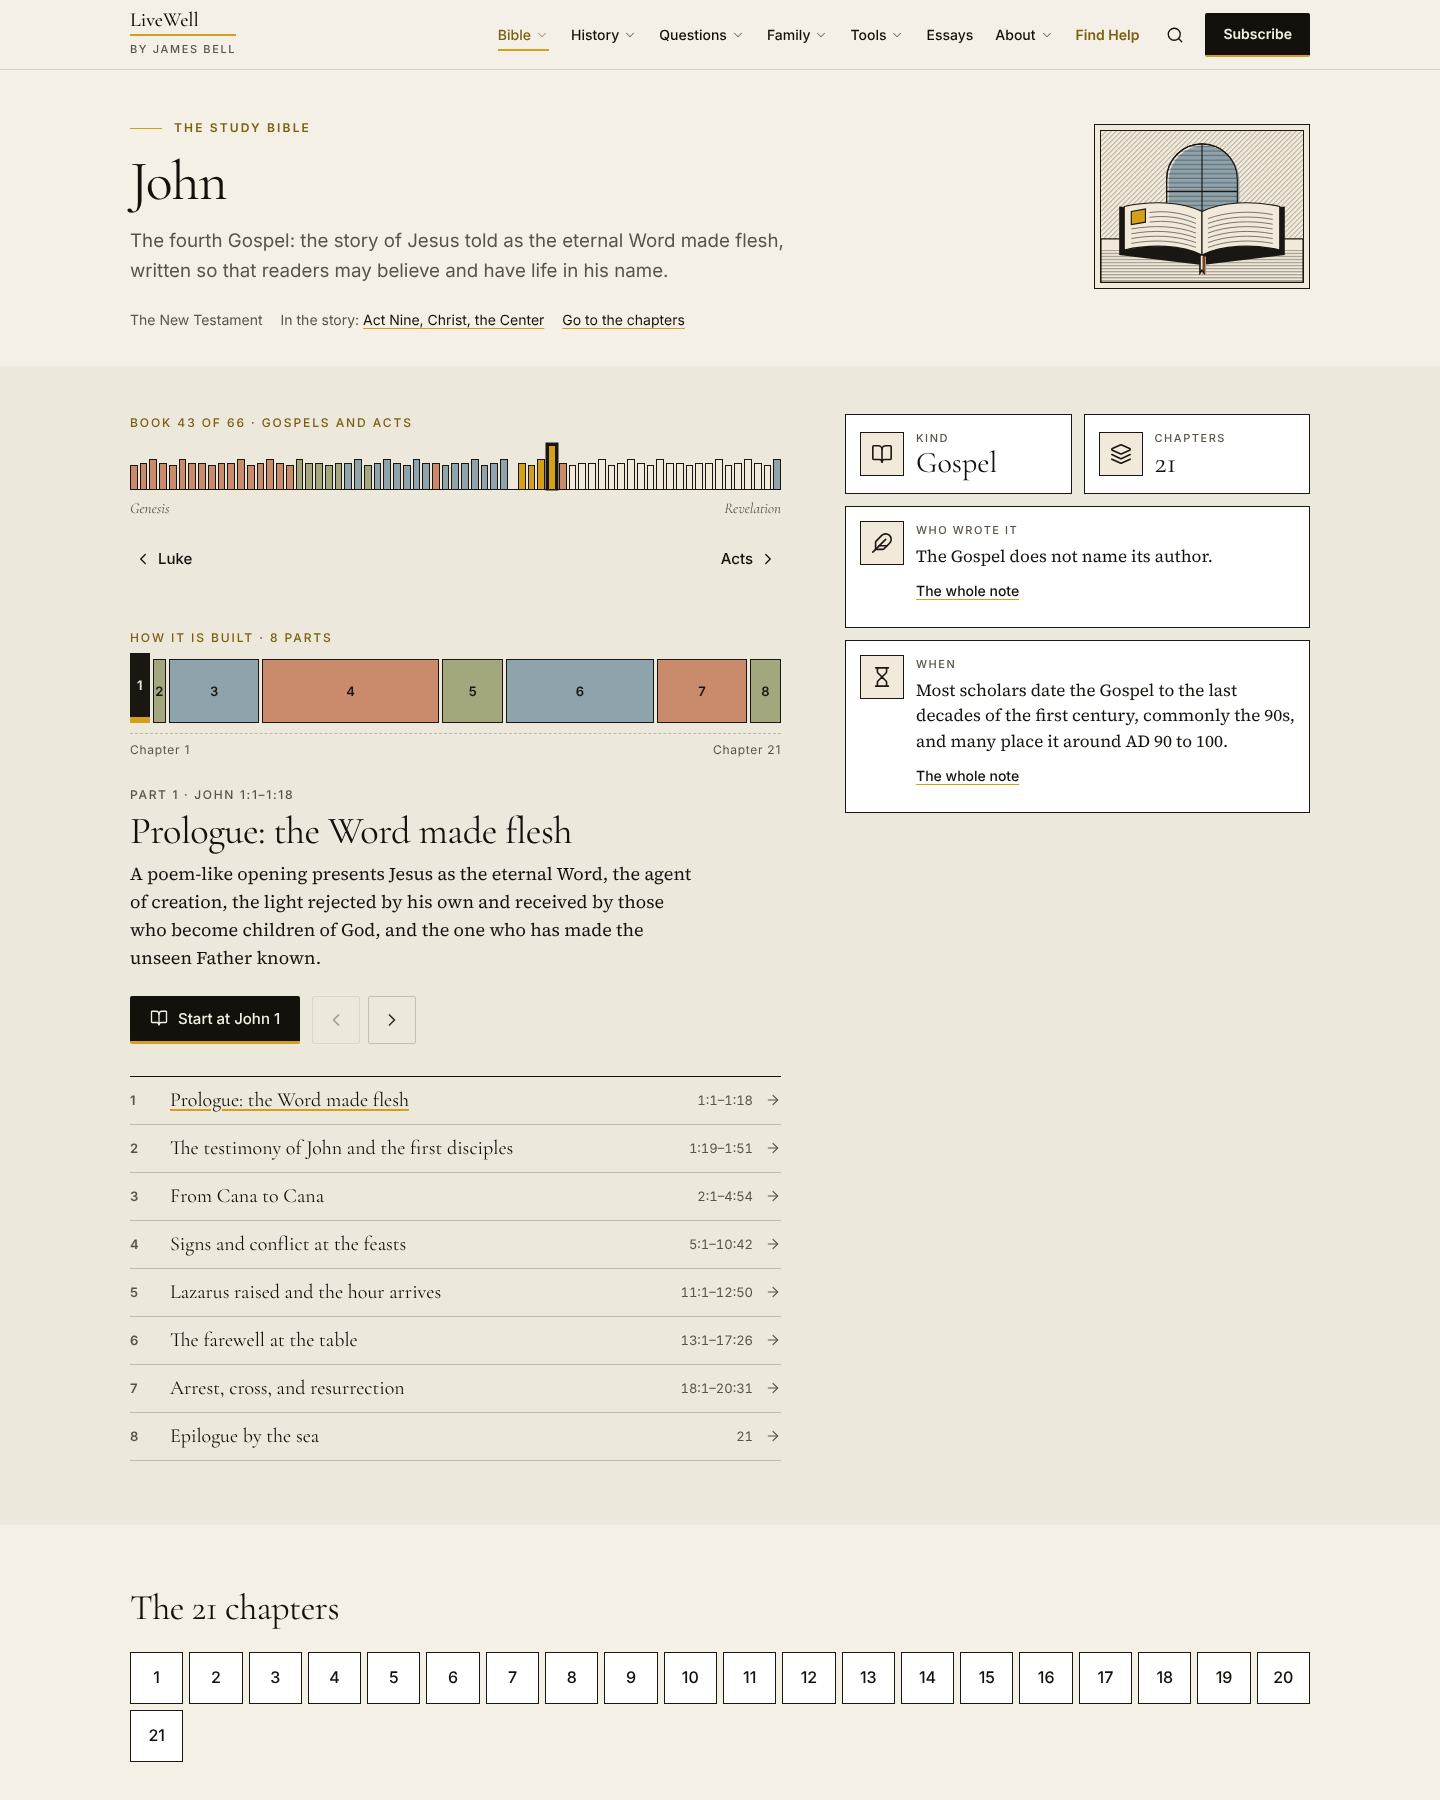 LiveWell
BY JAMES BELL
Bible
History
Questions
Family
Tools
Essays
About
Find Help
Subscribe
THE STUDY BIBLE
John
The fourth Gospel: the story of Jesus told as the eternal Word made flesh,
written so that readers may believe and have life in his name.
The New Testament In the story: Act Nine, Christ, the Center Go to the chapters
BOOK 43 OF 66 · GOSPELS AND ACTS
Genesis
Revelation
Luke
Acts
HOW IT IS BUILT · 8 PARTS
1 2 3 4 5 6 7 8
Chapter 1
Chapter 21
PART 1 · JOHN 1:1–1:18
Prologue: the Word made flesh
A poem-like opening presents Jesus as the eternal Word, the agent
of creation, the light rejected by his own and received by those
who become children of God, and the one who has made the
unseen Father known.
Start at John 1
1 Prologue: the Word made flesh 1:1–1:18
2 The testimony of John and the first disciples 1:19–1:51
3 From Cana to Cana 2:1–4:54
4 Signs and conflict at the feasts 5:1–10:42
5 Lazarus raised and the hour arrives 11:1–12:50
6 The farewell at the table 13:1–17:26
7 Arrest, cross, and resurrection 18:1–20:31
8 Epilogue by the sea 21
KIND
Gospel
CHAPTERS
21
WHO WROTE IT
The Gospel does not name its author.
The whole note
WHEN
Most scholars date the Gospel to the last
decades of the first century, commonly the 90s,
and many place it around AD 90 to 100.
The whole note
The 21 chapters
1 2 3 4 5 6 7 8 9 10 11 12 13 14 15 16 17 18 19 20
21